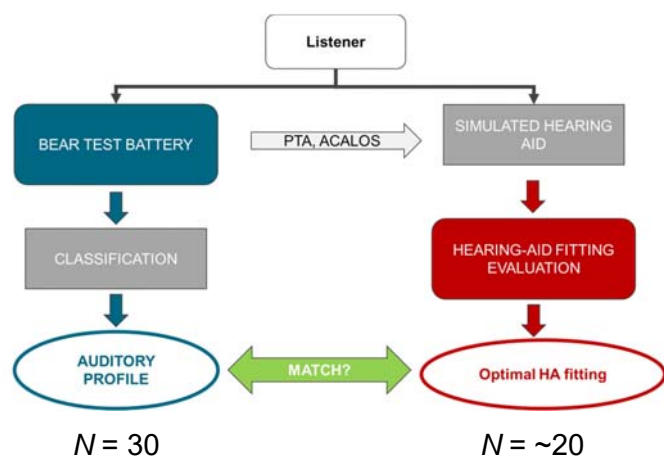 Listener
BEAR TEST BATTERY
PTA, ACALOS
SIMULATED HEARING
AID
CLASSIFICATION
HEARING-AID FITTING
EVALUATION
AUDITORY
PROFILE
MATCH?
Optimal HA fitting
N = 30
N = ~20